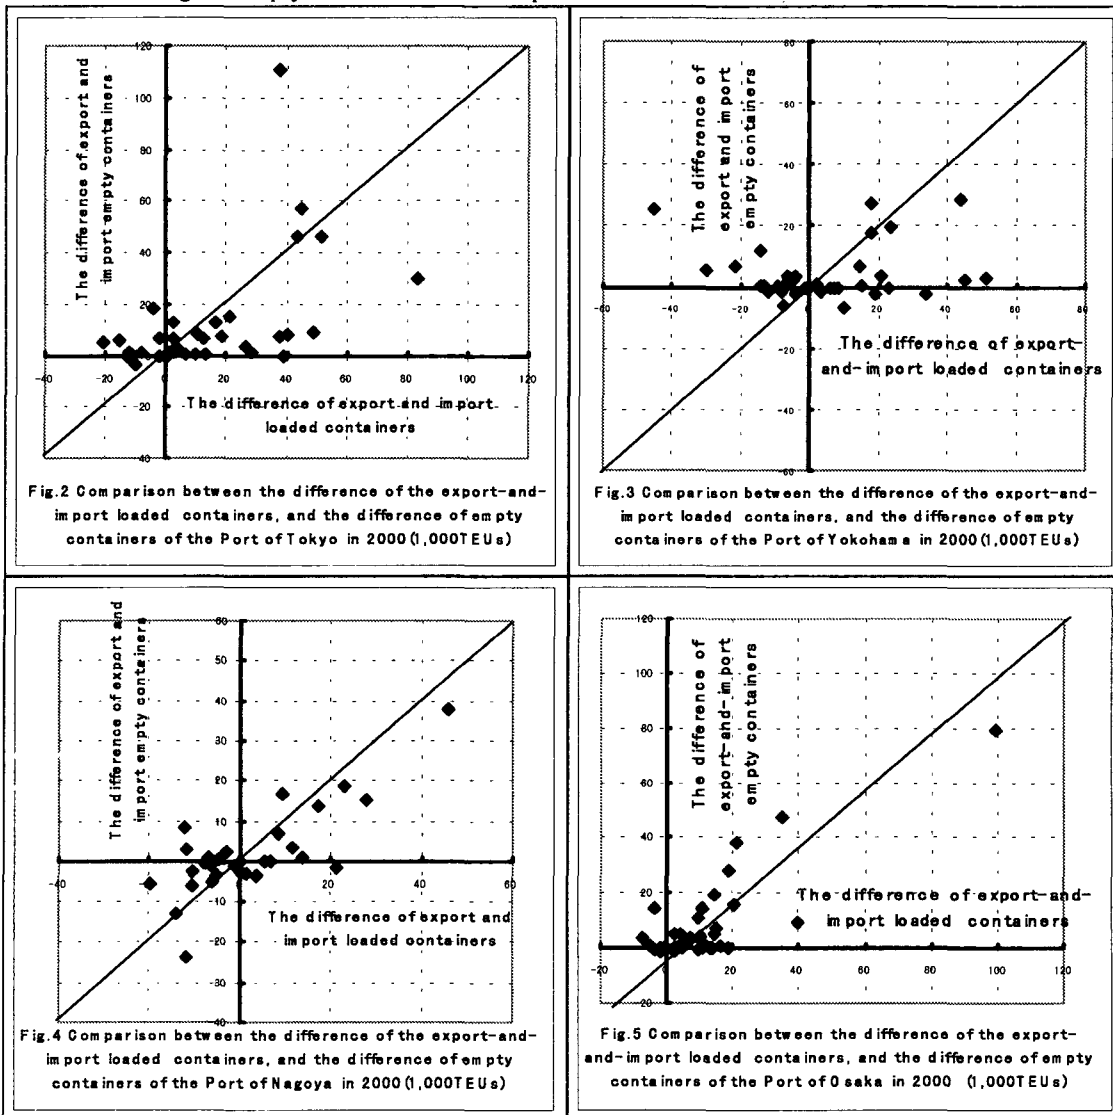 120
100
80
60
40
20
0
-20
40
-40
-20
0
20
40
60
80
100
120
The difference of export and
import empty containers
The difference of export and import
loaded containers
Fig.2 Comparison between the difference of the export-and-
import loaded containers, and the difference of empty
containers of the Port of Tokyo in 2000(1,000TEUs)
80
60
40
20
-20
-40
-60
-60
-40
-20
0
20
40
60
80
The difference of
export and import
empty containers
The difference of export-
and-import loaded containers
Fig.3 Comparison between the difference of the export-and-
import loaded containers, and the difference of empty
containers of the Port of Yokohama in 2000(1,000TEUs)
60
50
40
30
20
10
-10
-20
-30
-40
-40
-20
0
20
40
60
The difference of export and
import empty containers
The difference of export and
import loaded containers
Fig.4 Comparison between the difference of the export-and-
import loaded containers, and the difference of empty
containers of the Port of Nagoya in 2000(1,000TEUs)
120
100
80
60
40
20
0
20
-20
0
20
40
60
80
100
120
The difference of
export-and-import
empty containers
The difference of export-and-
import loaded containers
Fig.5 Comparison between the difference of the export-
and-import loaded containers, and the difference of empty
containers of the Port of Osaka in 2000 (1,000TEUs)